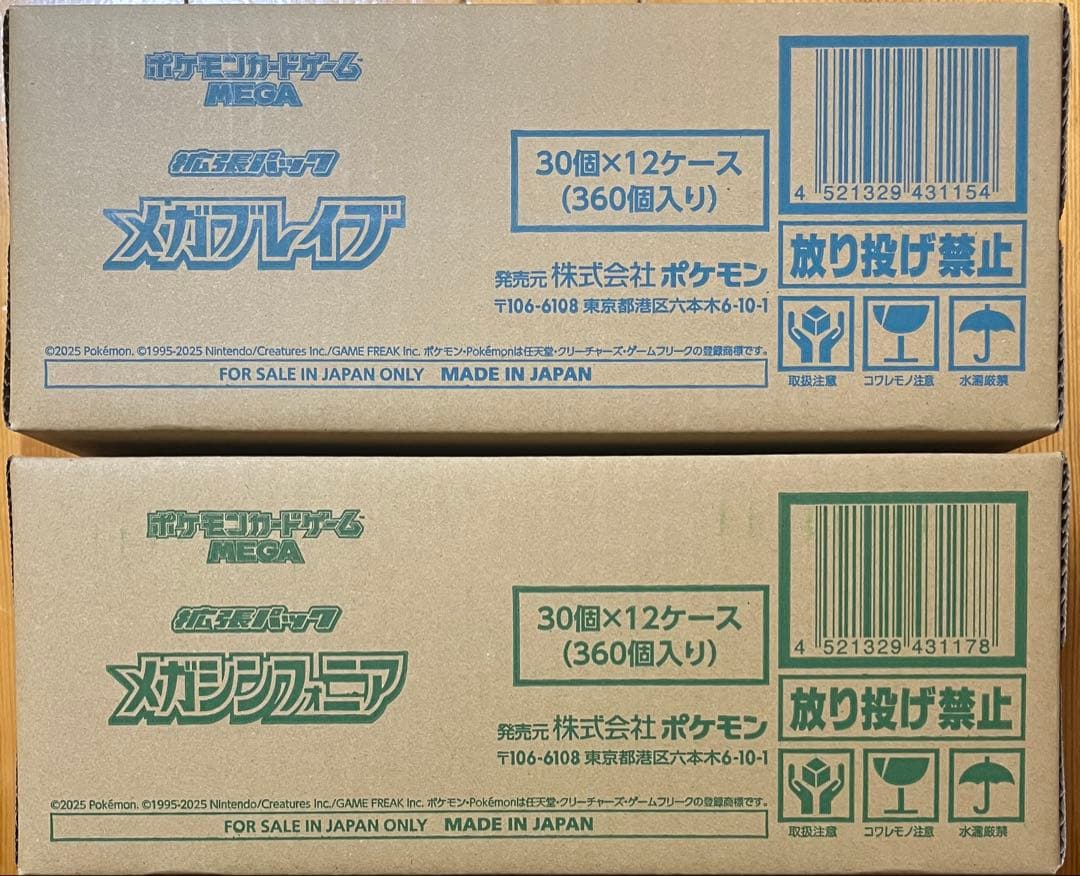 ポケモンカードゲーム
MEGA
拡張パック
メガブレイブ
30個×12ケース
(360個入り)
4 521329 431154
発売元 株式会社 ポケモン
〒106-6108 東京都港区六本木6-10-1
放り投げ禁止
取扱注意 コワレモノ注意 水濡厳禁
©2025 Pokémon. ©1995-2025 Nintendo/Creatures Inc./GAME FREAK Inc. ポケモン・Pokémonは任天堂・クリーチャーズ・ゲームフリークの登録商標です。
FOR SALE IN JAPAN ONLY MADE IN JAPAN
ポケモンカードゲーム
MEGA
拡張パック
メガシンフォニア
30個×12ケース
(360個入り)
4 521329 431178
発売元 株式会社 ポケモン
〒106-6108 東京都港区六本木6-10-1
放り投げ禁止
取扱注意 コワレモノ注意 水濡厳禁
©2025 Pokémon. ©1995-2025 Nintendo/Creatures Inc./GAME FREAK Inc. ポケモン・Pokémonは任天堂・クリーチャーズ・ゲームフリークの登録商標です。
FOR SALE IN JAPAN ONLY MADE IN JAPAN